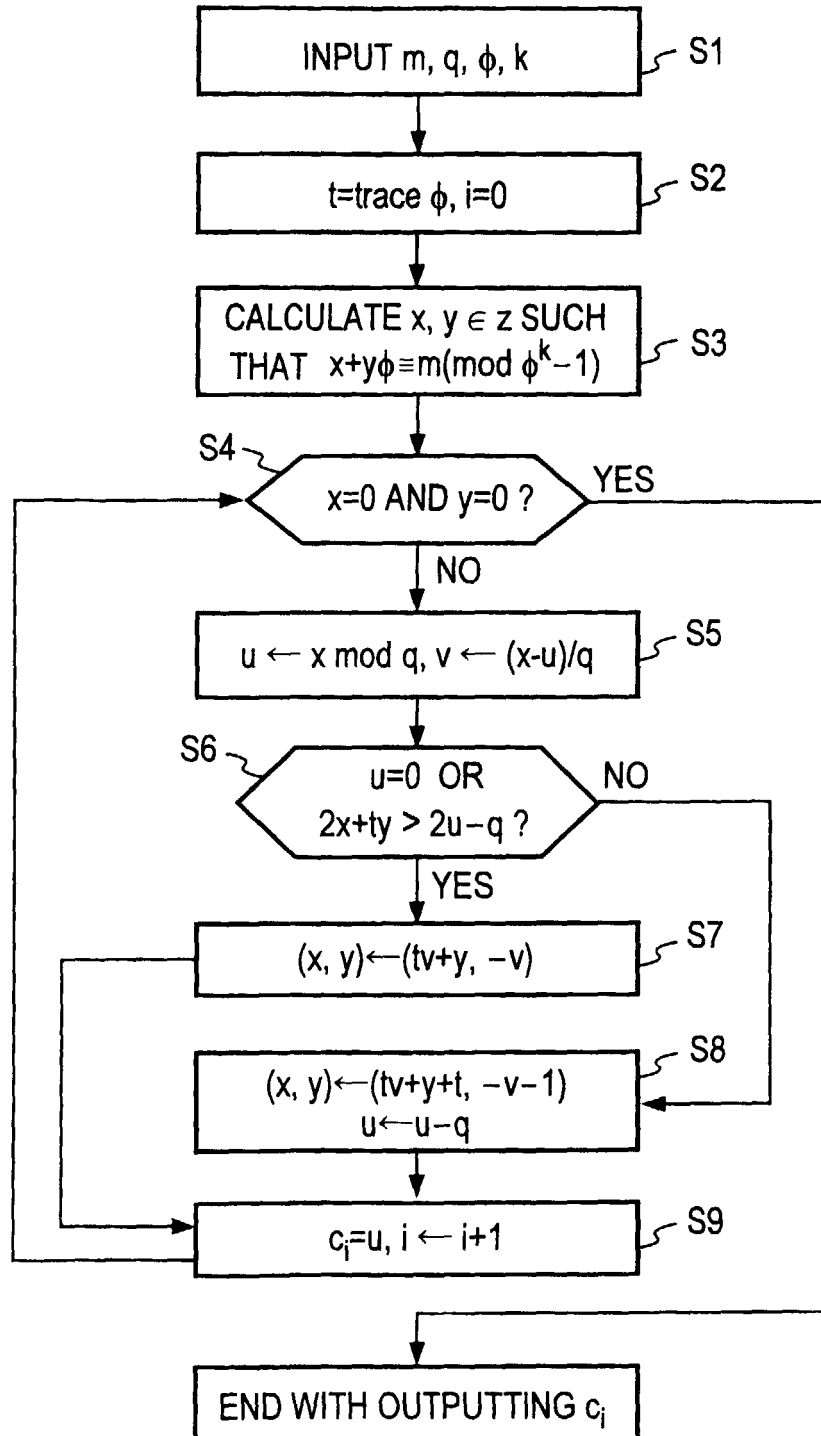 INPUT m, q, ϕ, k
S1
t=trace ϕ, i=0
S2
CALCULATE x, y ∈ z SUCH
THAT x+yϕ≡m(mod ϕ^k−1)
S3
S4
x=0 AND y=0 ?
YES
NO
u ← x mod q, v ← (x-u)/q
S5
S6
u=0 OR
2x+ty > 2u−q ?
NO
YES
(x, y)←(tv+y, −v)
S7
(x, y)←(tv+y+t, −v−1)
u←u−q
S8
c_i=u, i ← i+1
S9
END WITH OUTPUTTING c_i